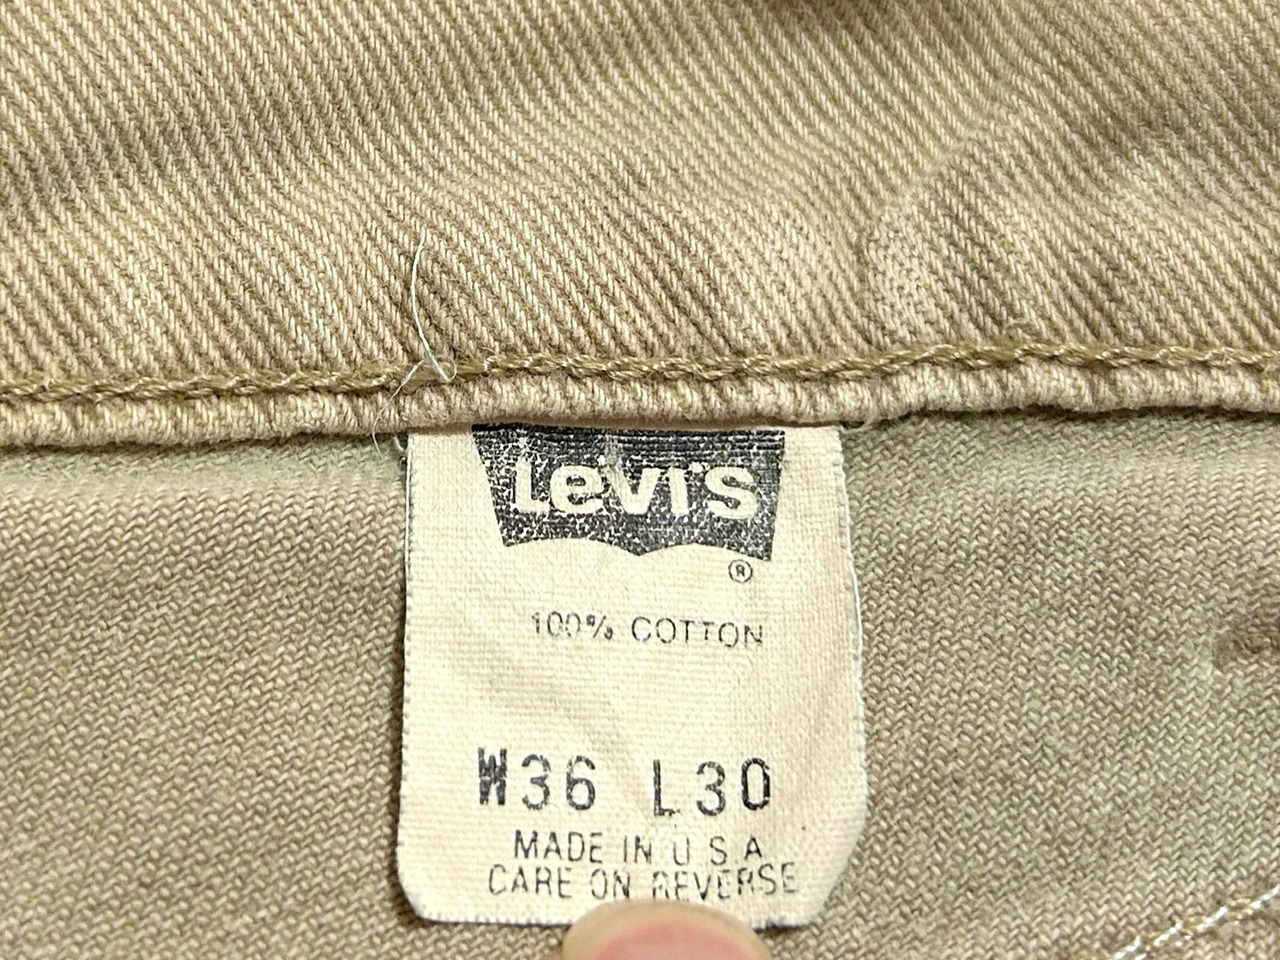 Levi's
®
100% COTTON
W36 L30
MADE IN U S A
CARE ON REVERSE